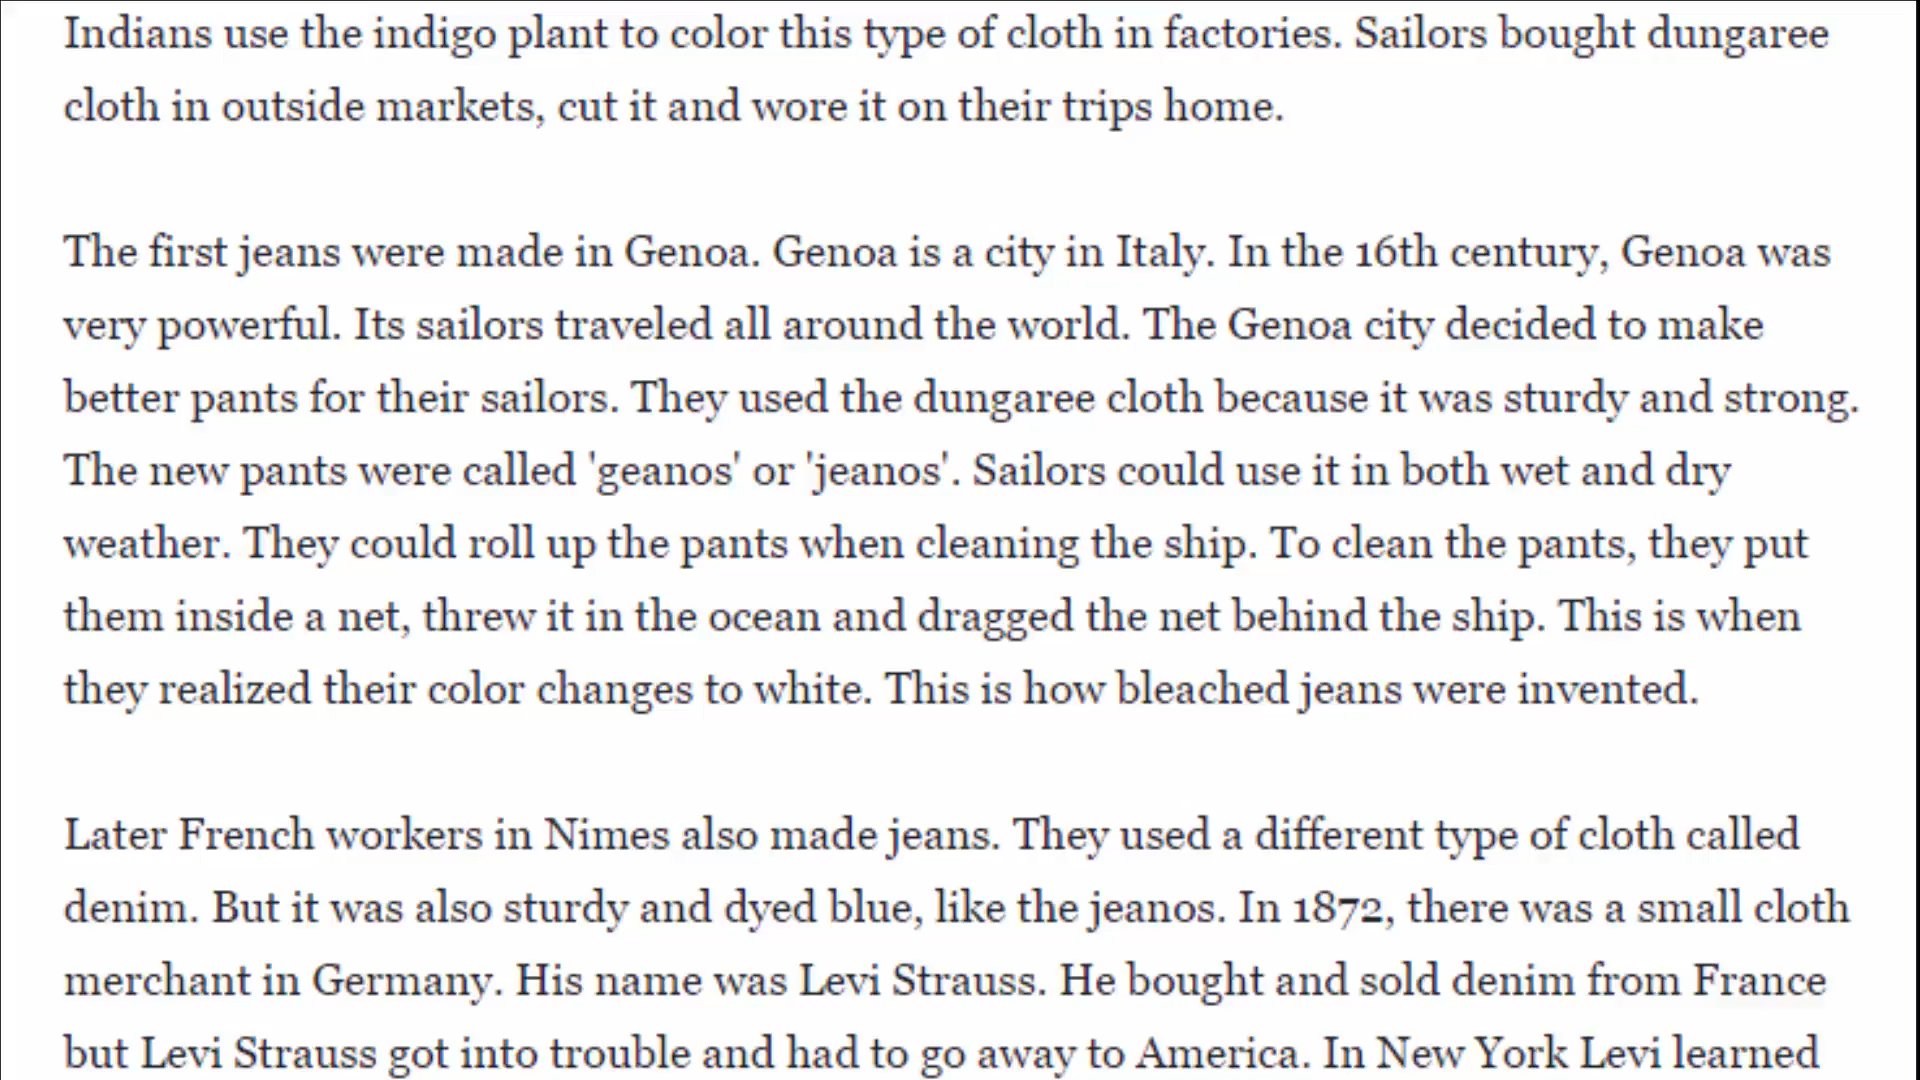 Indians use the indigo plant to color this type of cloth in factories. Sailors bought dungaree
cloth in outside markets, cut it and wore it on their trips home.
The first jeans were made in Genoa. Genoa is a city in Italy. In the 16th century, Genoa was
very powerful. Its sailors traveled all around the world. The Genoa city decided to make
better pants for their sailors. They used the dungaree cloth because it was sturdy and strong.
The new pants were called 'geanos' or 'jeanos'. Sailors could use it in both wet and dry
weather. They could roll up the pants when cleaning the ship. To clean the pants, they put
them inside a net, threw it in the ocean and dragged the net behind the ship. This is when
they realized their color changes to white. This is how bleached jeans were invented.
Later French workers in Nimes also made jeans. They used a different type of cloth called
denim. But it was also sturdy and dyed blue, like the jeanos. In 1872, there was a small cloth
merchant in Germany. His name was Levi Strauss. He bought and sold denim from France
but Levi Strauss got into trouble and had to go away to America. In New York Levi learned